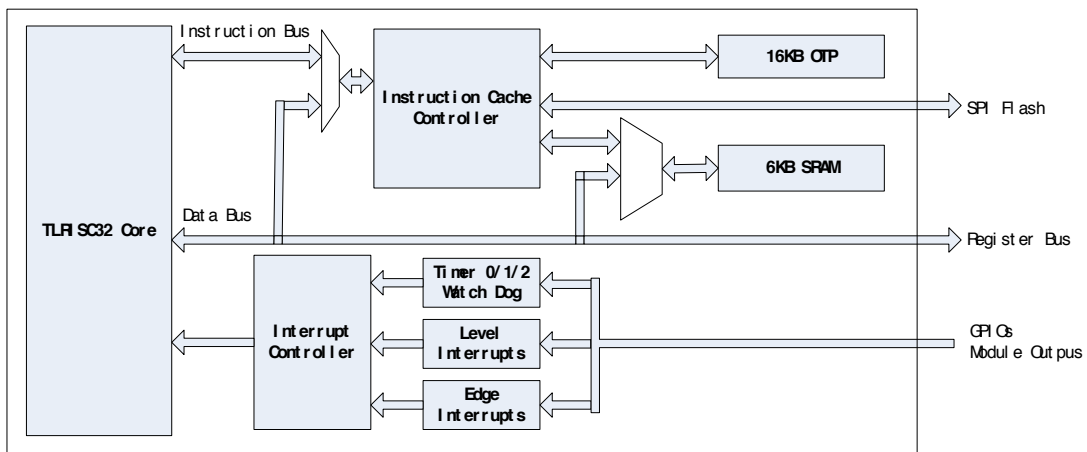 Instruction Bus
16KB OTP
Instruction Cache
Controller
SPI Flash
6KB SRAM
TLRISC32 Core
Data Bus
Register Bus
Timer 0/1/2
Watch Dog
Interrupt
Controller
Level
Interrupts
GPIOs
Module Outpus
Edge
Interrupts